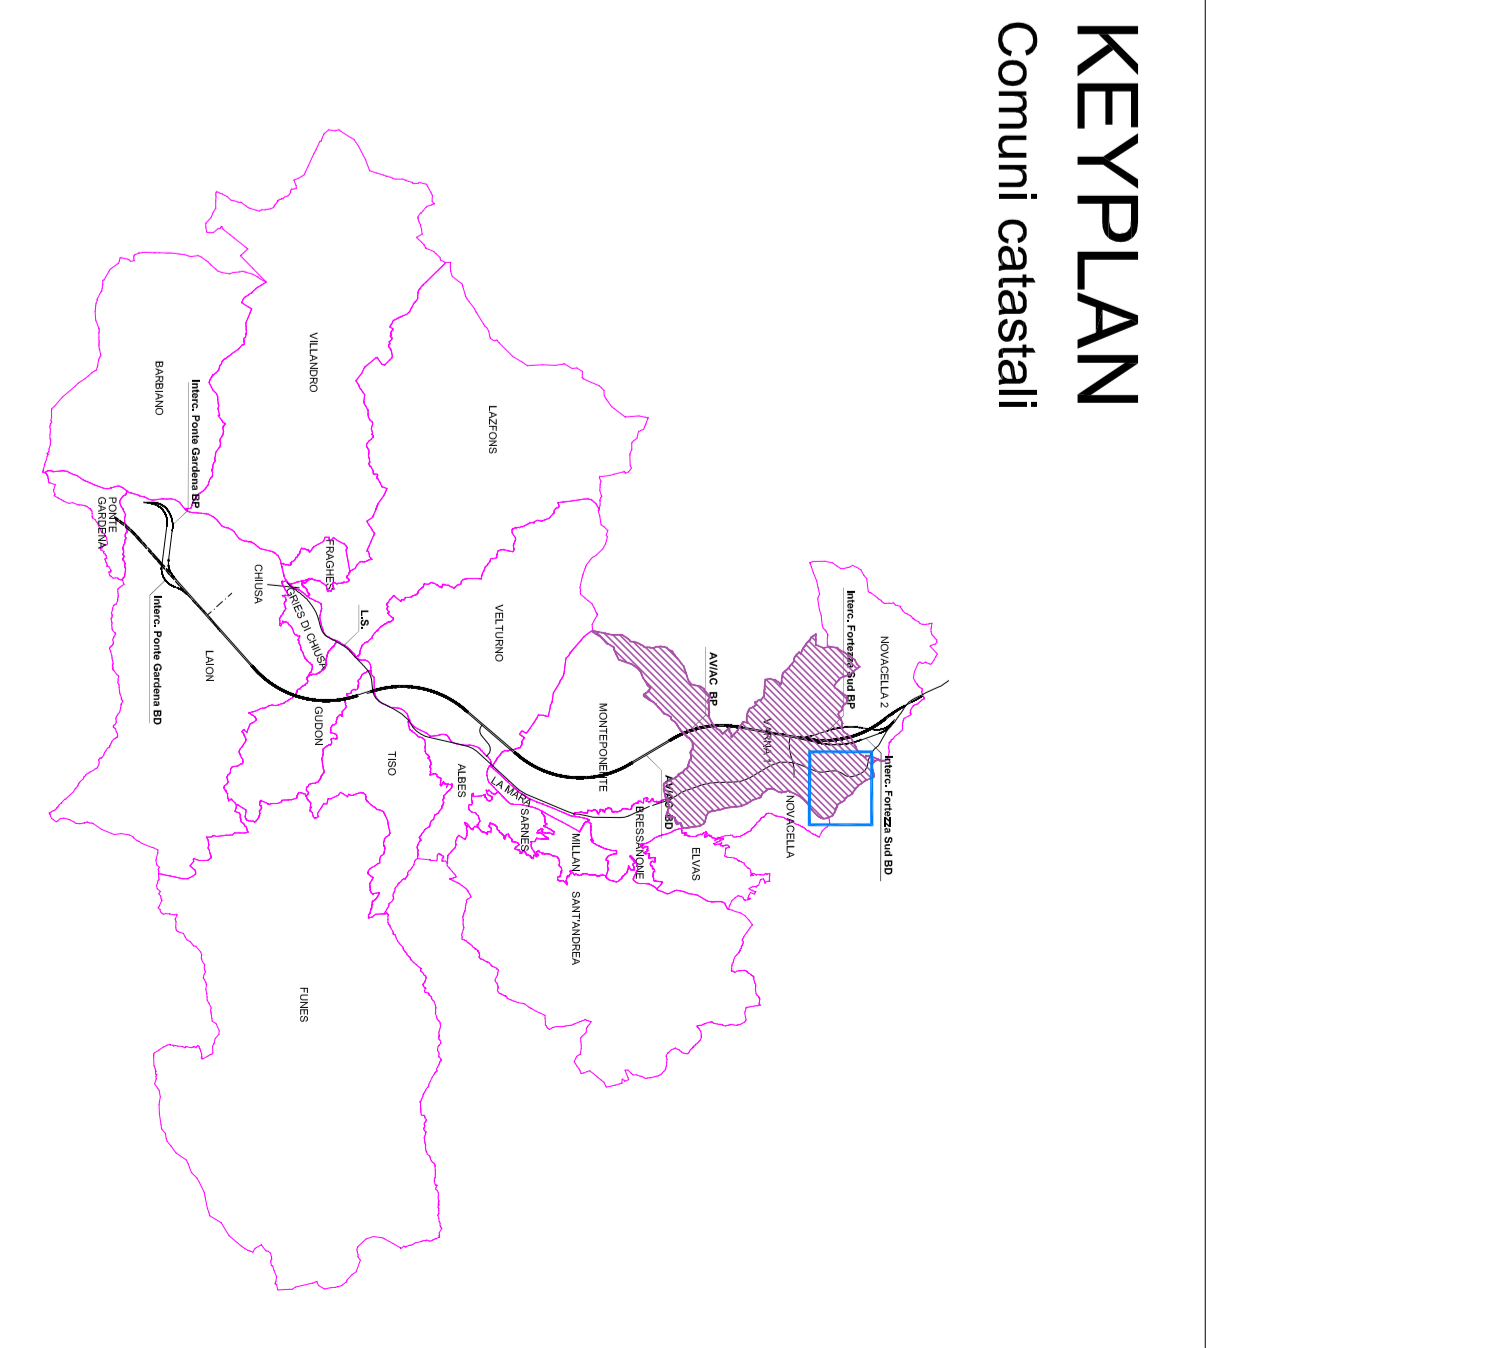 KEYPLAN
Comuni catastali
NOVACELLA 2
Interc. Fortezza Sud BP
Interc. Fortezza Sud BD
AV/AC BP
VARNA 1
NOVACELLA
AV/AC BD
ELVAS
BRESSANONE
MONTEPONENTE
MILLAN
SANT'ANDREA
SARNES
LA MARA
ALBES
VELTURNO
LAZFONS
TISO
L.S.
VILLANDRO
FRAGHES
GRIES DI CHIUSA
GUDON
FUNES
CHIUSA
LAION
Interc. Ponte Gardena BP
BARBIANO
Interc. Ponte Gardena BD
PONTE
GARDENA